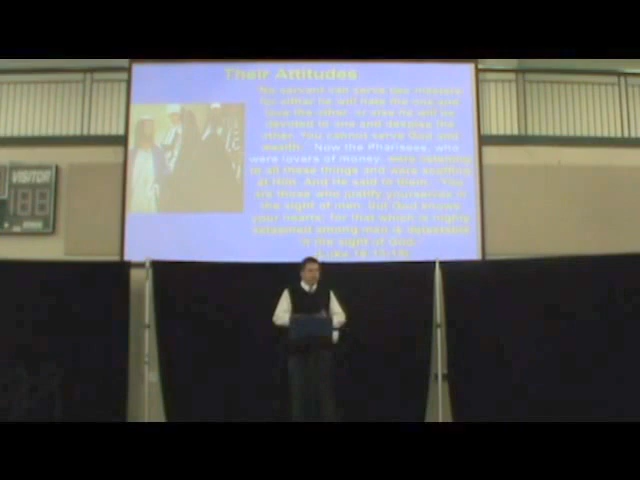 Their Attitudes
"No servant can serve two masters
for either he will hate the one and
love the other, or else he will be
devoted to one and despise the
other. You cannot serve God and
wealth." Now the Pharisees, who
were lovers of money, were listening
to all these things and were scoffing
at Him. And He said to them, "You
are those who justify yourselves in
the sight of men, but God knows
your hearts; for that which is highly
esteemed among men is detestable
in the sight of God."
(Luke 16:13-15)
VISITOR